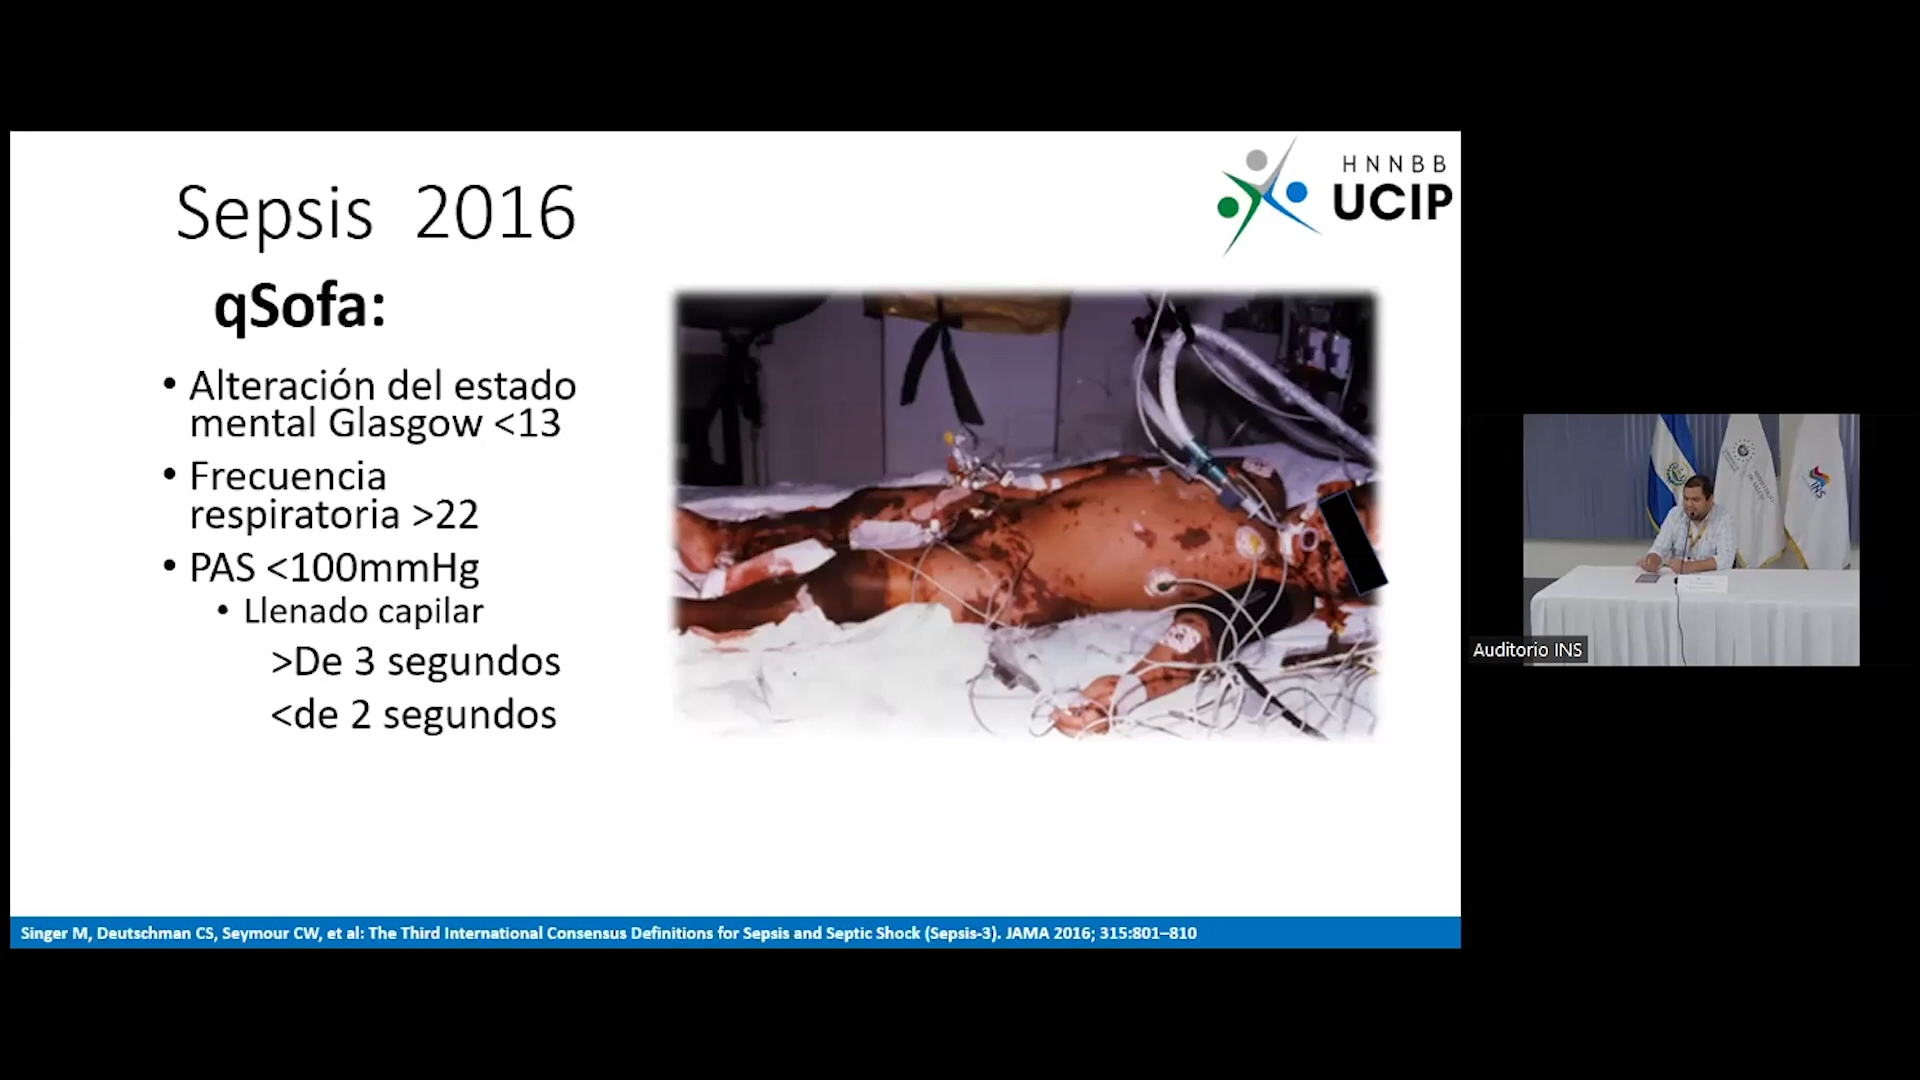 HNNBB
UCIP
Sepsis 2016
qSofa:
• Alteración del estado
mental Glasgow <13
• Frecuencia
respiratoria >22
• PAS <100mmHg
• Llenado capilar
>De 3 segundos
<de 2 segundos
Singer M, Deutschman CS, Seymour CW, et al: The Third International Consensus Definitions for Sepsis and Septic Shock (Sepsis-3). JAMA 2016; 315:801–810
INS
Auditorio INS